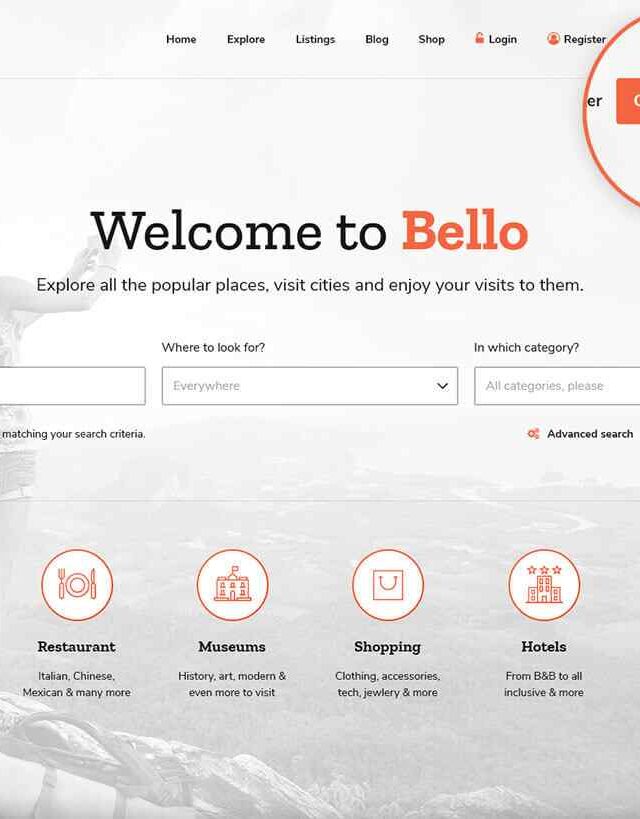 Home Explore Listings Blog Shop Login Register
er
Welcome to Bello
Explore all the popular places, visit cities and enjoy your visits to them.
Where to look for? In which category?
Everywhere All categories, please
matching your search criteria. Advanced search
Restaurant Museums Shopping Hotels
Italian, Chinese, History, art, modern & Clothing, accessories, From B&B to all
Mexican & many more even more to visit tech, jewlery & more inclusive & more